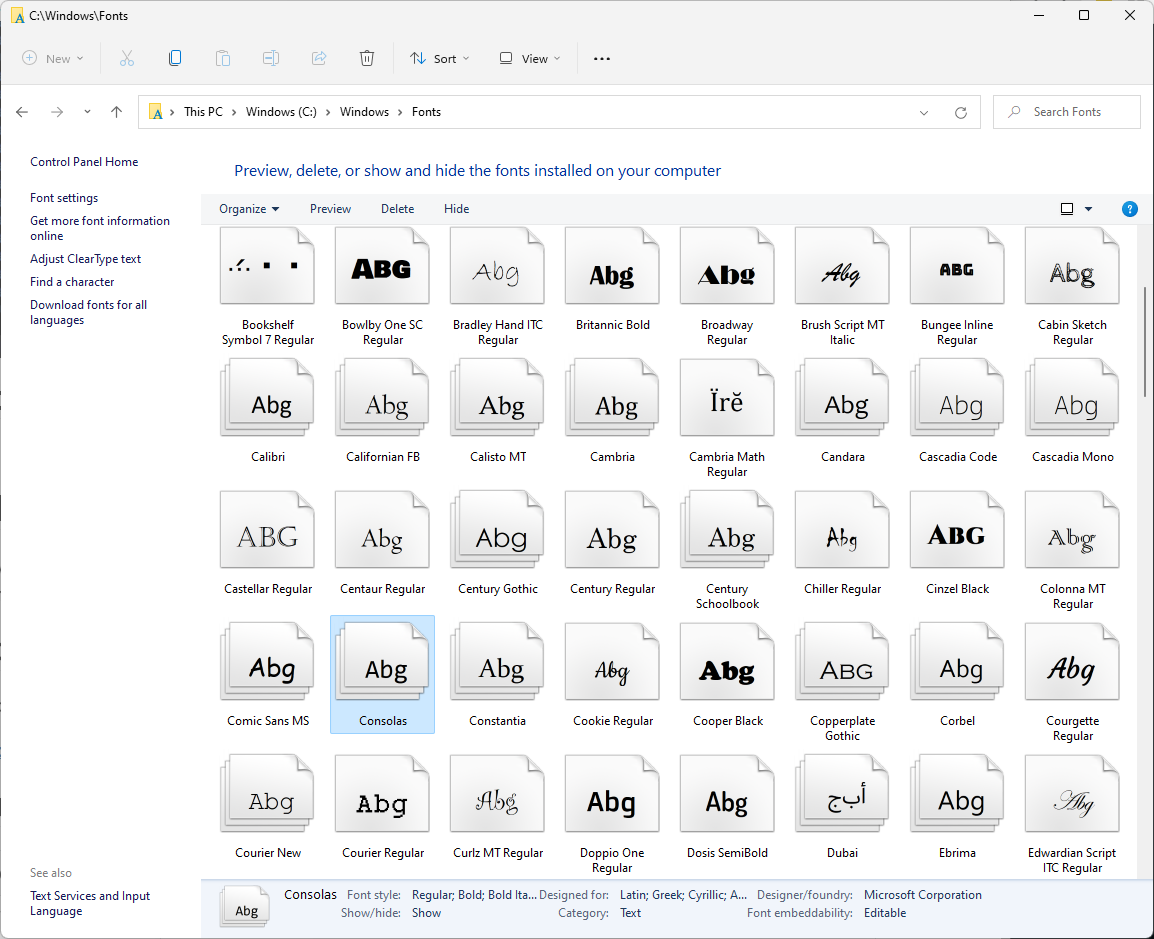 C:\Windows\Fonts
New
Sort
View
This PC > Windows (C:) > Windows > Fonts
Search Fonts
Control Panel Home
Font settings
Get more font information
online
Adjust ClearType text
Find a character
Download fonts for all
languages
Preview, delete, or show and hide the fonts installed on your computer
Organize Preview Delete Hide
?
ABG Abg Abg Abg Abg ABG Abg
Bookshelf
Symbol 7 Regular
Bowlby One SC
Regular
Bradley Hand ITC
Regular
Britannic Bold
Broadway
Regular
Brush Script MT
Italic
Bungee Inline
Regular
Cabin Sketch
Regular
Abg Abg Abg Abg Ïrĕ Abg Abg Abg
Calibri
Californian FB
Calisto MT
Cambria
Cambria Math
Regular
Candara
Cascadia Code
Cascadia Mono
ABG Abg Abg Abg Abg Abg ABG Abg
Castellar Regular
Centaur Regular
Century Gothic
Century Regular
Century
Schoolbook
Chiller Regular
Cinzel Black
Colonna MT
Regular
Abg Abg Abg Abg Abg ABG Abg Abg
Comic Sans MS
Consolas
Constantia
Cookie Regular
Cooper Black
Copperplate
Gothic
Corbel
Courgette
Regular
Abg Abg Abg Abg Abg أب‌ج Abg Abg
Courier New
Courier Regular
Curlz MT Regular
Doppio One
Regular
Dosis SemiBold
Dubai
Ebrima
Edwardian Script
ITC Regular
See also
Text Services and Input
Language
Abg
Consolas Font style: Regular; Bold; Bold Ita... Designed for: Latin; Greek; Cyrillic; A... Designer/foundry: Microsoft Corporation
Show/hide: Show Category: Text Font embeddability: Editable